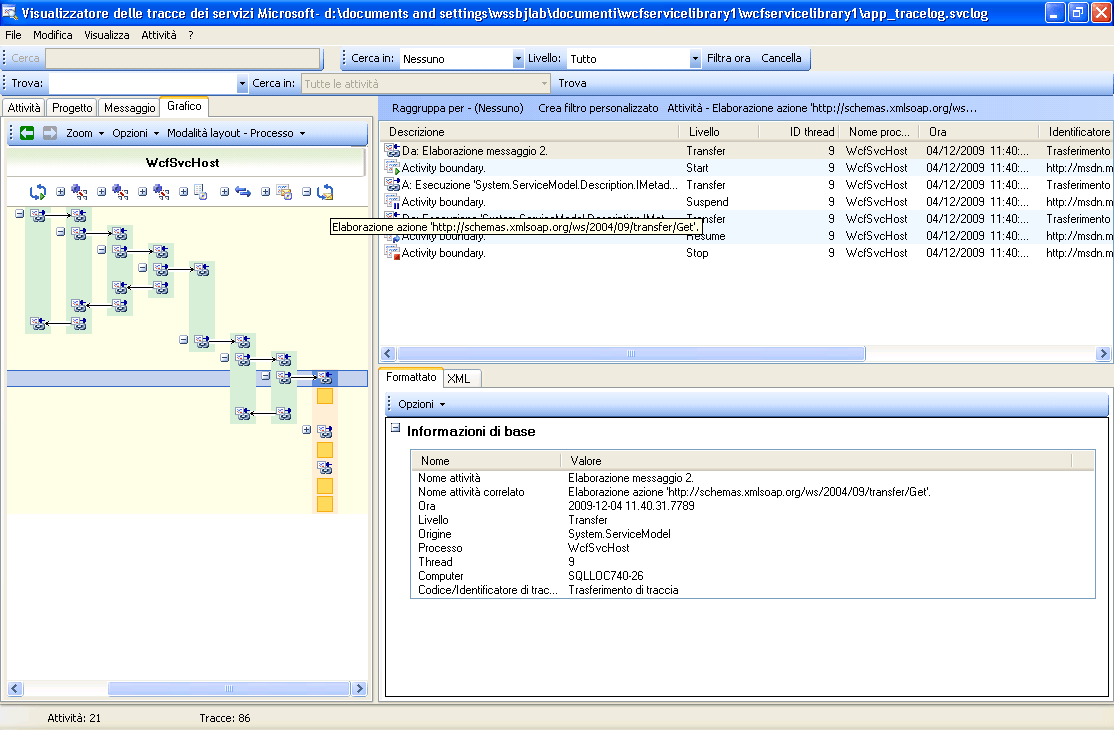 Visualizzatore delle tracce dei servizi Microsoft- d:\documents and settings\wssbjlab\documenti\wcfservicelibrary1\wcfservicelibrary1\app_tracelog.svclog
File Modifica Visualizza Attività ?
Cerca Cerca in: Nessuno Livello: Tutto Filtra ora Cancella
Trova: Cerca in: Tutte le attività Trova
Attività Progetto Messaggio Grafico
Zoom Opzioni Modalità layout - Processo
WcfSvcHost
Raggruppa per - (Nessuno) Crea filtro personalizzato Attività - Elaborazione azione 'http://schemas.xmlsoap.org/ws...
Descrizione Livello ID thread Nome proc... Ora Identificatore
Da: Elaborazione messaggio 2. Transfer 9 WcfSvcHost 04/12/2009 11:40:... Trasferimento
Activity boundary. Start 9 WcfSvcHost 04/12/2009 11:40:... http://msdn.m
A: Esecuzione 'System.ServiceModel.Description.IMetad... Transfer 9 WcfSvcHost 04/12/2009 11:40:... Trasferimento
Activity boundary. Suspend 9 WcfSvcHost 04/12/2009 11:40:... http://msdn.m
9 WcfSvcHost 04/12/2009 11:40:... Trasferimento
Elaborazione azione 'http://schemas.xmlsoap.org/ws/2004/09/transfer/Get'.
Activity boundary. Resume 9 WcfSvcHost 04/12/2009 11:40:... http://msdn.m
Activity boundary. Stop 9 WcfSvcHost 04/12/2009 11:40:... http://msdn.m
Formattato XML
Opzioni
Informazioni di base
Nome Valore
Nome attività Elaborazione messaggio 2.
Nome attività correlato Elaborazione azione 'http://schemas.xmlsoap.org/ws/2004/09/transfer/Get'.
Ora 2009-12-04 11.40.31.7789
Livello Transfer
Origine System.ServiceModel
Processo WcfSvcHost
Thread 9
Computer SQLLOC740-26
Codice/Identificatore di trac... Trasferimento di traccia
Attività: 21 Tracce: 86